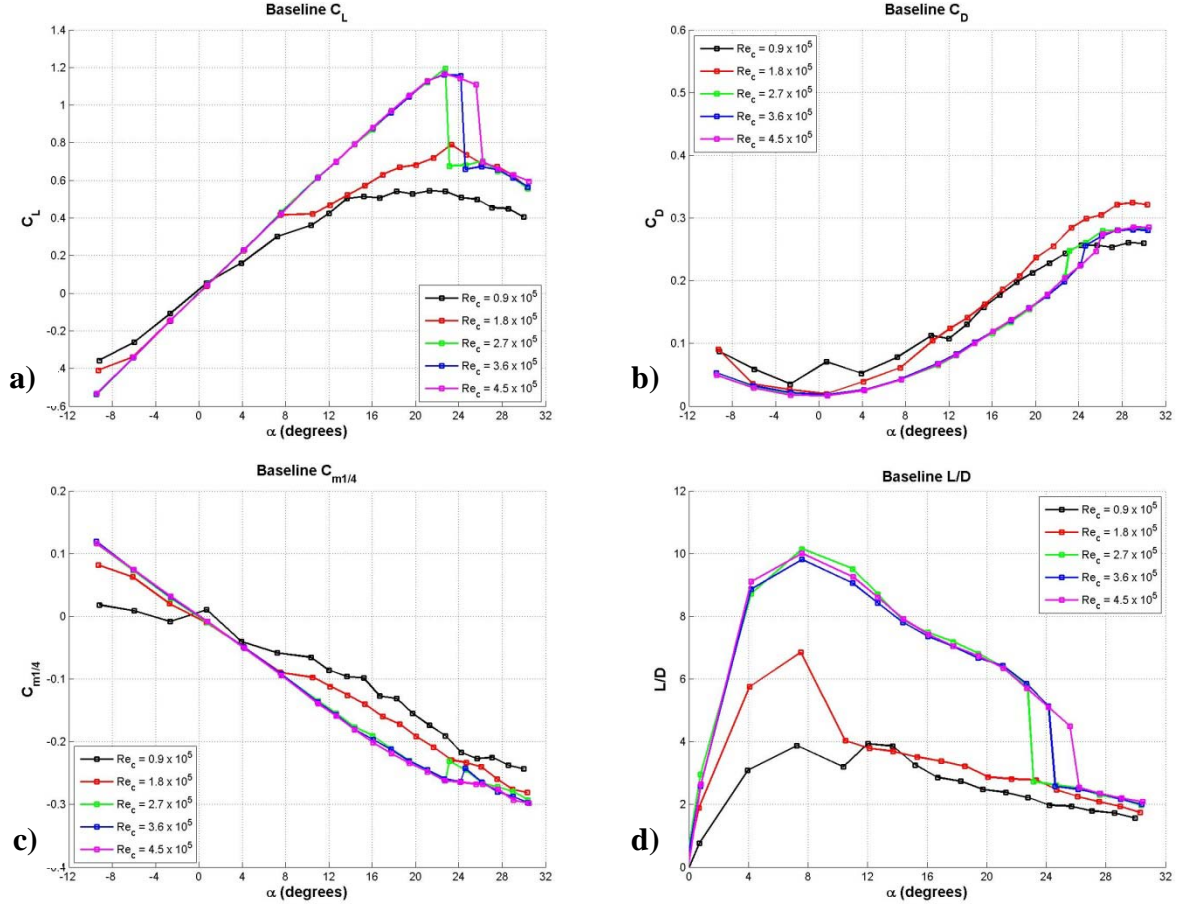 Baseline C_L
1.4
1.2
1
0.8
0.6
0.4
0.2
0
-0.2
.4
-0.6
C_L
-12 -8 -4 0 4 8 12 16 20 24 28 32
α (degrees)
Re_c = 0.9 x 10^5
Re_c = 1.8 x 10^5
Re_c = 2.7 x 10^5
Re_c = 3.6 x 10^5
Re_c = 4.5 x 10^5
a)
Baseline C_D
0.6
0.5
0.4
0.3
0.2
0.1
0
C_D
-12 -8 -4 0 4 8 12 16 20 24 28 32
α (degrees)
Re_c = 0.9 x 10^5
Re_c = 1.8 x 10^5
Re_c = 2.7 x 10^5
Re_c = 3.6 x 10^5
Re_c = 4.5 x 10^5
b)
Baseline C_m1/4
0.2
0.1
0
-0.1
-0.2
-0.3
-0.4
C_m1/4
-12 -8 -4 0 4 8 12 16 20 24 28 32
α (degrees)
Re_c = 0.9 x 10^5
Re_c = 1.8 x 10^5
Re_c = 2.7 x 10^5
Re_c = 3.6 x 10^5
Re_c = 4.5 x 10^5
c)
Baseline L/D
12
10
8
6
4
2
0
L/D
0 4 8 12 16 20 24 28 32
α (degrees)
Re_c = 0.9 x 10^5
Re_c = 1.8 x 10^5
Re_c = 2.7 x 10^5
Re_c = 3.6 x 10^5
Re_c = 4.5 x 10^5
d)